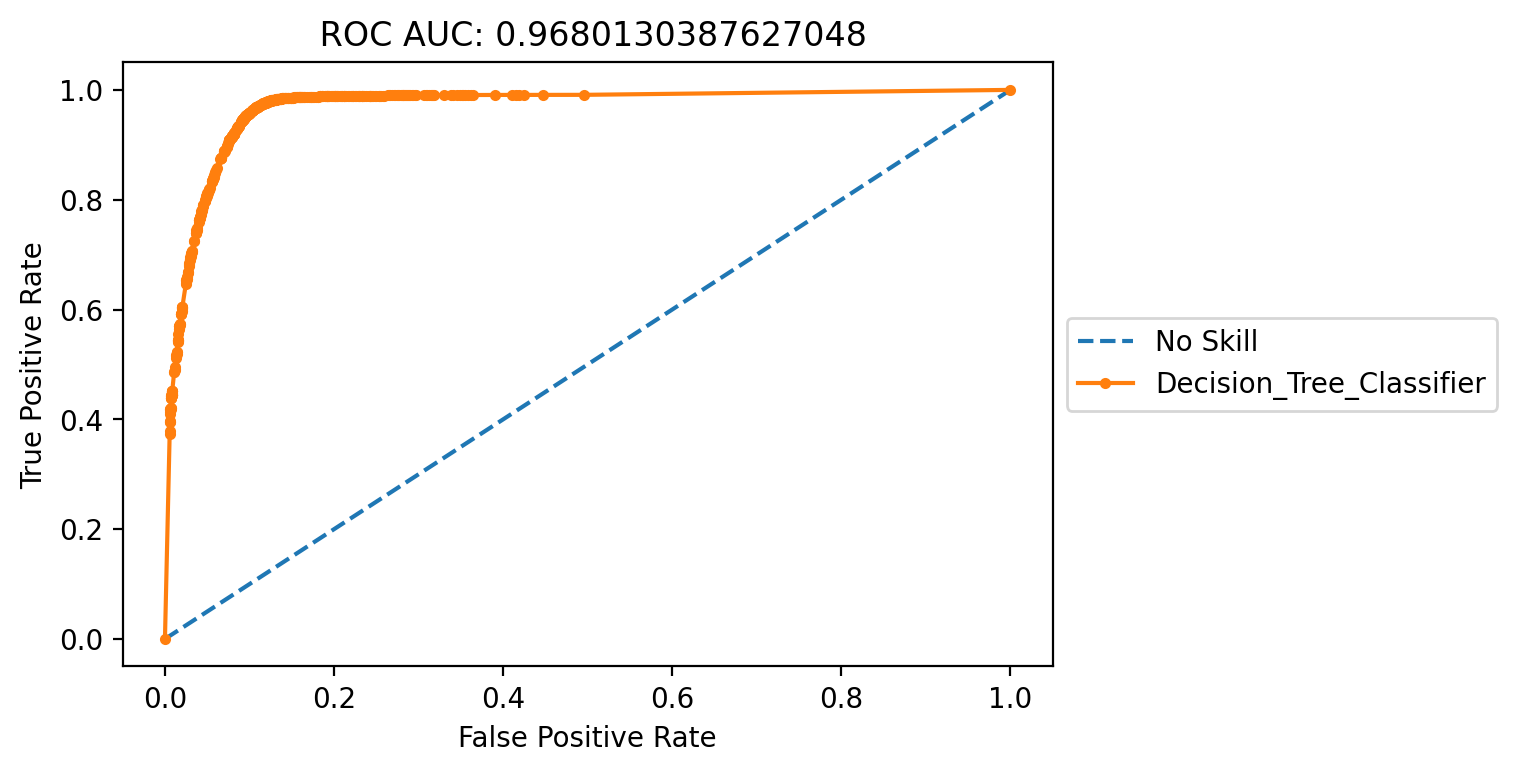 ROC AUC: 0.9680130387627048
True Positive Rate
1.0
0.8
0.6
0.4
0.2
0.0
0.0 0.2 0.4 0.6 0.8 1.0
False Positive Rate
No Skill
Decision_Tree_Classifier